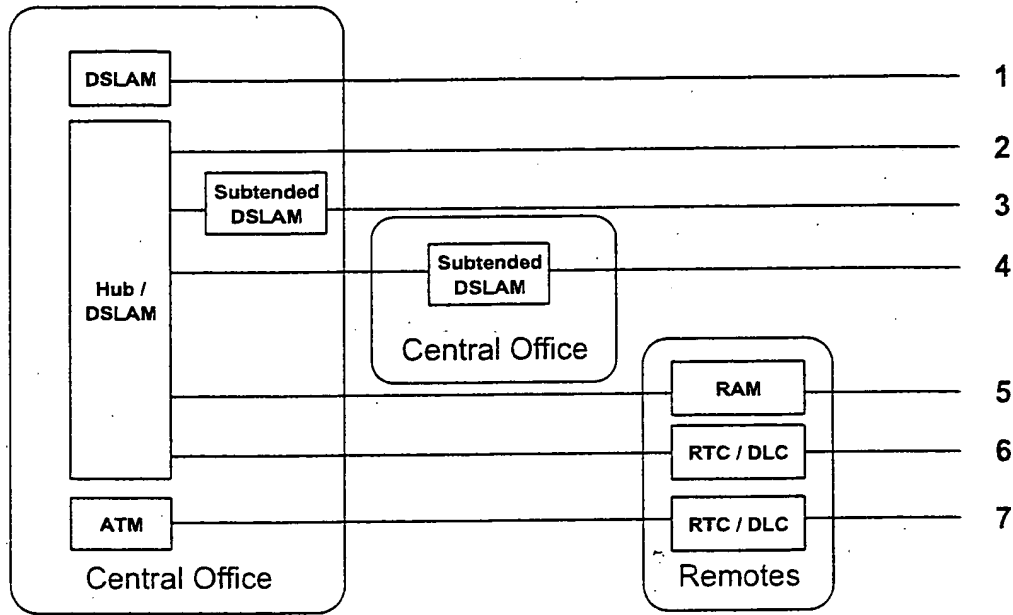 DSLAM
1
2
Subtended
DSLAM
3
Subtended
DSLAM
4
Hub /
DSLAM
Central Office
RAM
5
RTC / DLC
6
ATM
RTC / DLC
7
Central Office
Remotes